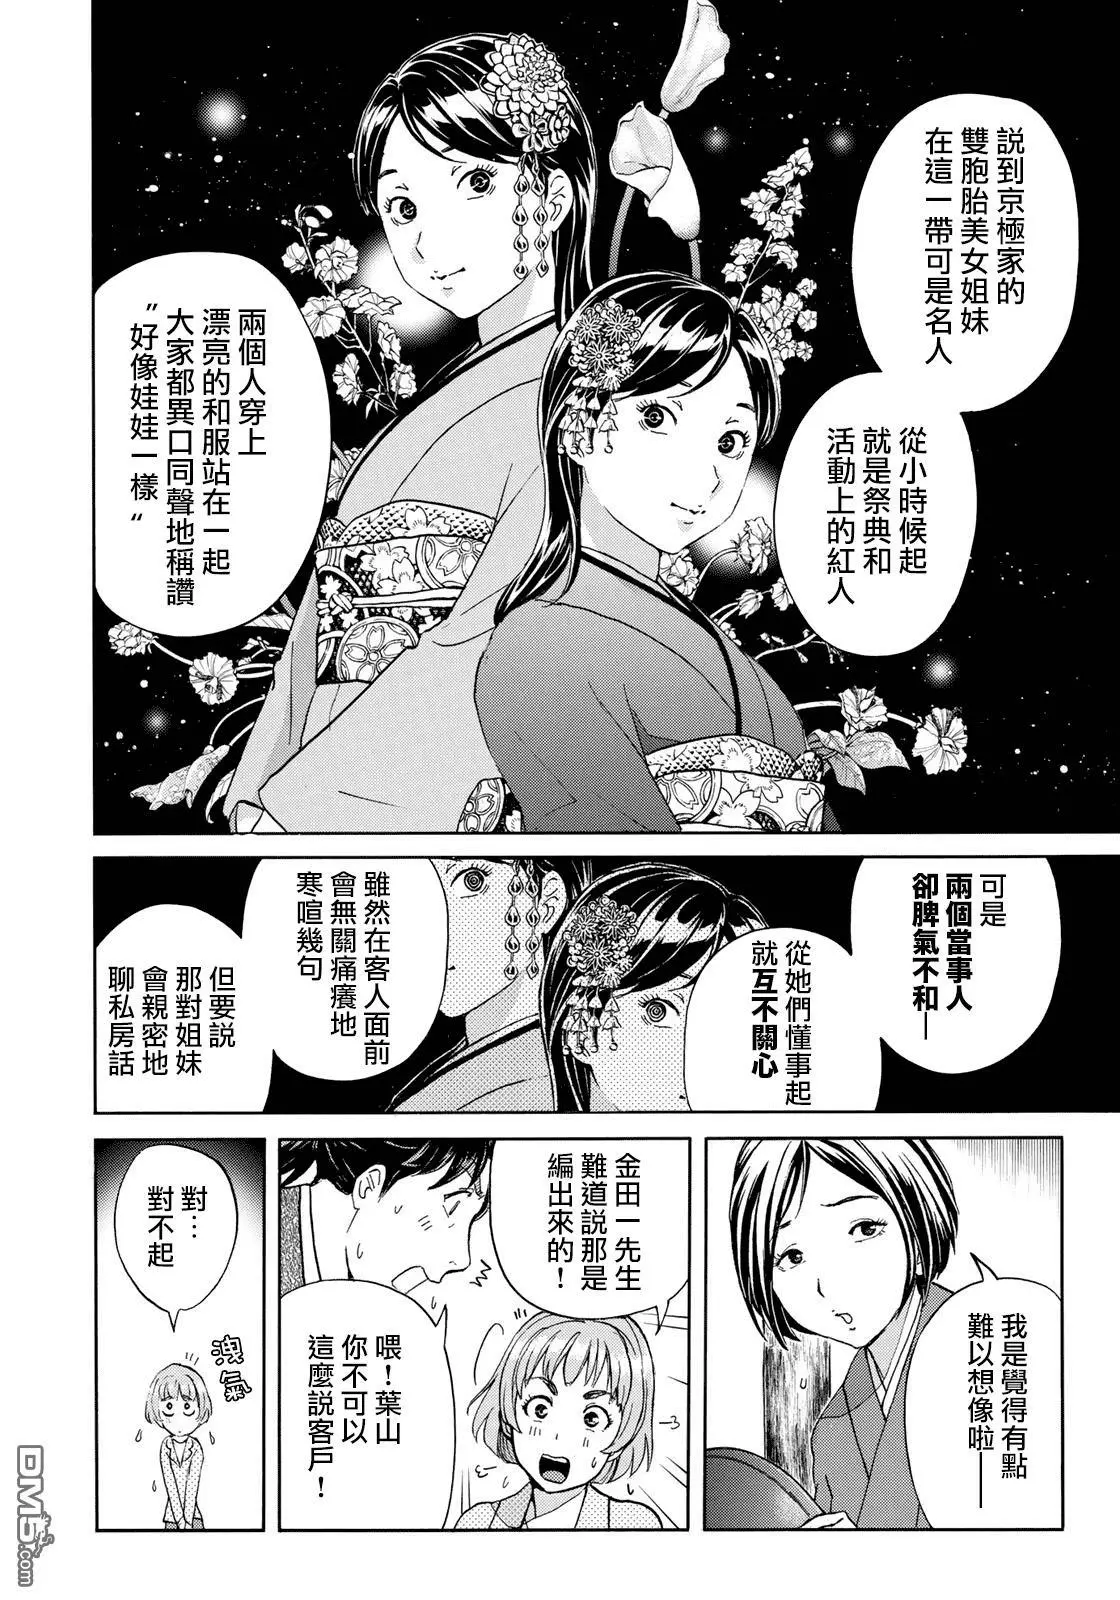 說到京極家的
雙胞胎美女姐妹
在這一帶可是名人
從小時候起
就是祭典和
活動上的紅人
兩個人穿上
漂亮的和服站在一起
大家都異口同聲地稱讚
〝好像娃娃一樣〞
可是
兩個當事人
卻脾氣不和—
從她們懂事起
就互不關心
雖然在客人面前
會無關痛癢地
寒喧幾句
但要說
那對姐妹
會親密地
聊私房話
我是覺得有點
難以想像啦—
金田一先生
難道説那是
編出來的!
喂!葉山
你不可以
這麼說客戶!
對…
對不起
洩氣
DM5.com